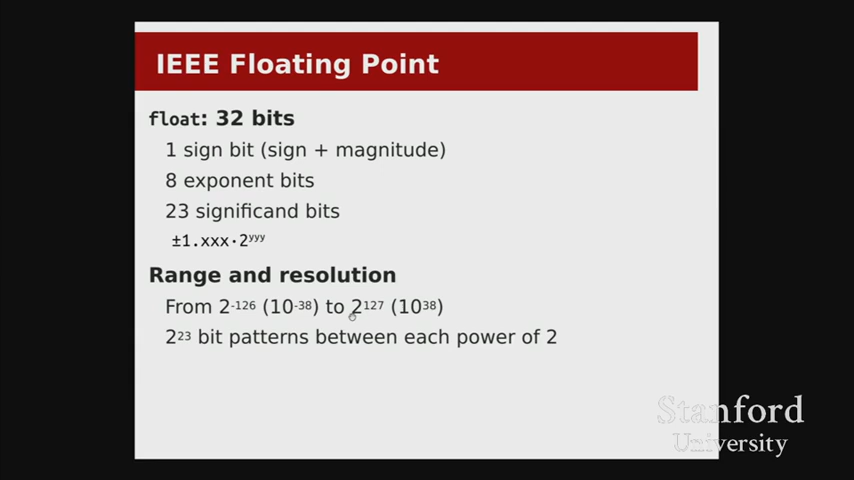 IEEE Floating Point
float: 32 bits
1 sign bit (sign + magnitude)
8 exponent bits
23 significand bits
±1.xxx·2ʸʸʸ
Range and resolution
From 2⁻¹²⁶ (10⁻³⁸) to 2¹²⁷ (10³⁸)
2²³ bit patterns between each power of 2
Stanford
University